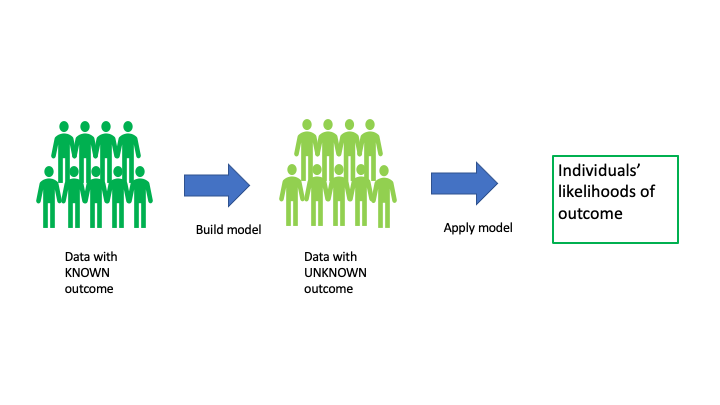 Data with
KNOWN
outcome
Build model
Data with
UNKNOWN
outcome
Apply model
Individuals’
likelihoods of
outcome